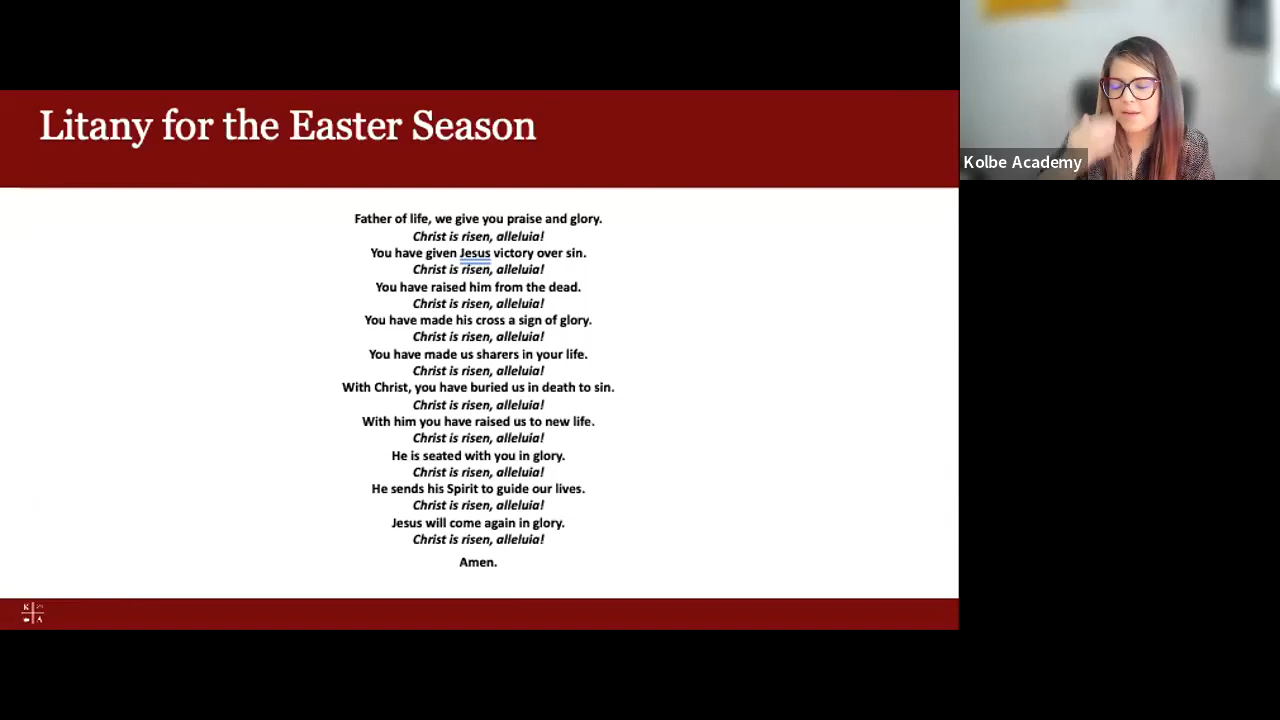 Litany for the Easter Season
Kolbe Academy
Father of life, we give you praise and glory.
Christ is risen, alleluia!
You have given Jesus victory over sin.
Christ is risen, alleluia!
You have raised him from the dead.
Christ is risen, alleluia!
You have made his cross a sign of glory.
Christ is risen, alleluia!
You have made us sharers in your life.
Christ is risen, alleluia!
With Christ, you have buried us in death to sin.
Christ is risen, alleluia!
With him you have raised us to new life.
Christ is risen, alleluia!
He is seated with you in glory.
Christ is risen, alleluia!
He sends his Spirit to guide our lives.
Christ is risen, alleluia!
Jesus will come again in glory.
Christ is risen, alleluia!
Amen.
K
A